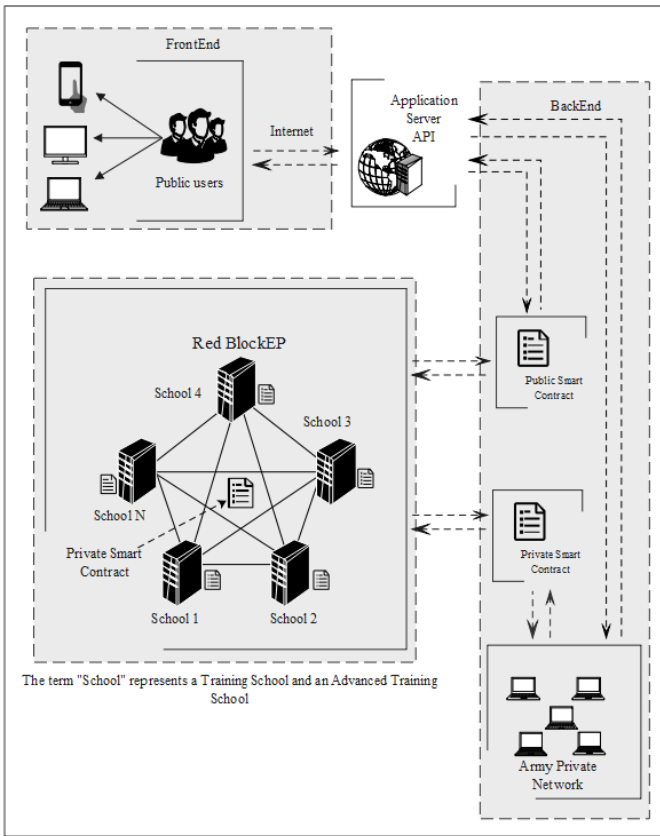 FrontEnd
Public users
Internet
Application
Server
API
BackEnd
Red BlockEP
School 4
School 3
School N
Private Smart
Contract
School 1
School 2
Public Smart
Contract
Private Smart
Contract
Army Private
Network
The term "School" represents a Training School and an Advanced Training
School